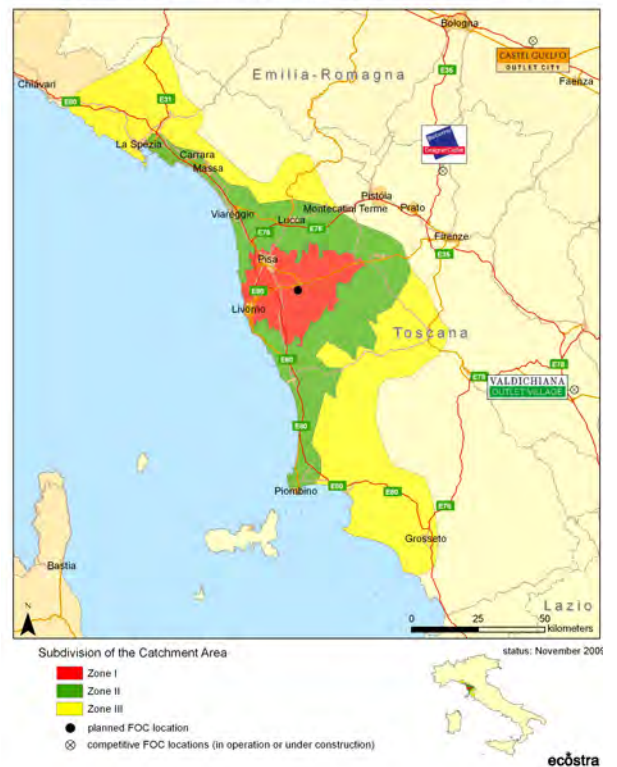 Bologna
CASTEL GUELFO
OUTLET CITY
Faenza
E35
Emilia-Romagna
Chiavari
E80
E31
La Spezia
Carrara
Massa
Pistoia
Montecatini Terme
Prato
Viareggio
Lucca
E76
E76
Firenze
E35
Pisa
E80
Livorno
Toscana
E80
E78
E78
VALDICHIANA
OUTLET VILLAGE
E80
Piombino
E80
E80
E78
Grosseto
Bastia
Lazio
N
0 25 50
kilometers
Subdivision of the Catchment Area
status: November 2009
Zone I
Zone II
Zone III
planned FOC location
competitive FOC locations (in operation or under construction)
ecostra